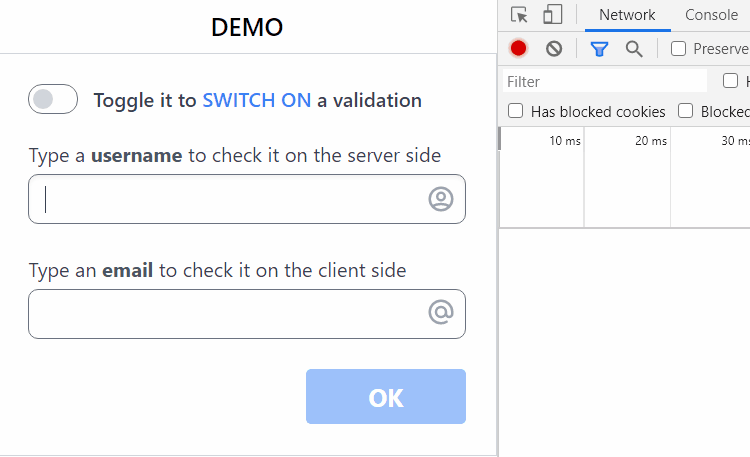 DEMO
Toggle it to SWITCH ON a validation
Type a username to check it on the server side
Type an email to check it on the client side
OK
Network Console
Preserve
Filter
Has blocked cookies Blocked
10 ms 20 ms 30 ms